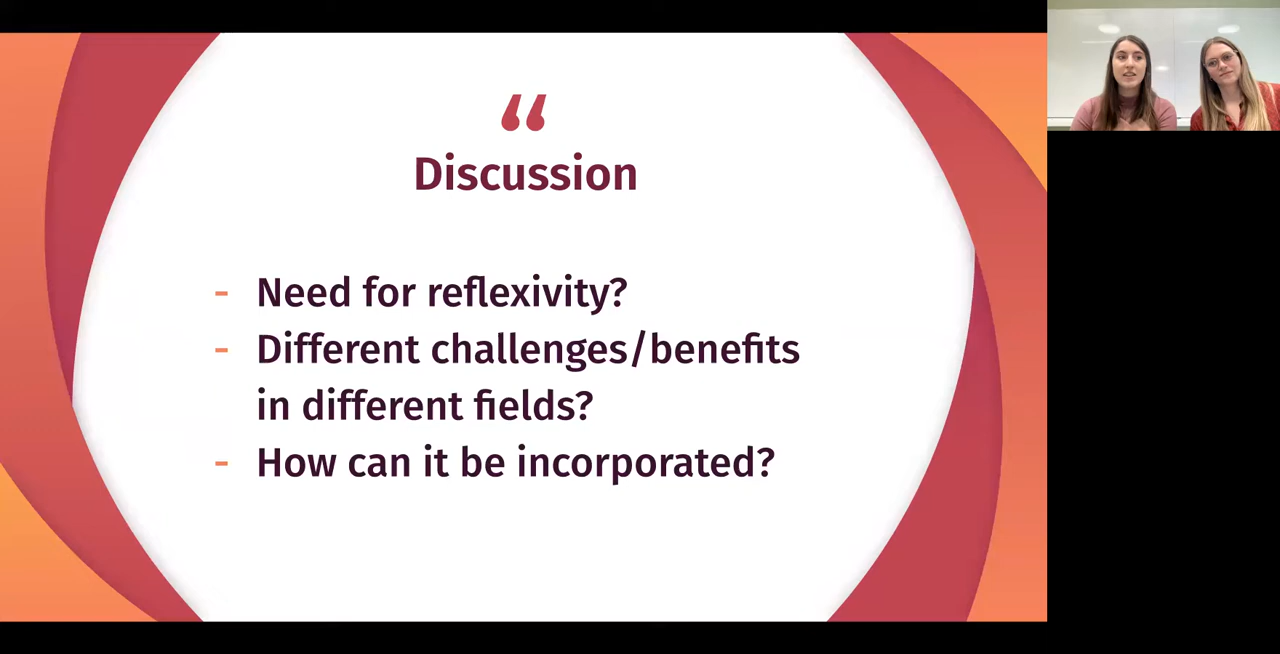 “
Discussion
- Need for reflexivity?
- Different challenges/benefits
in different fields?
- How can it be incorporated?